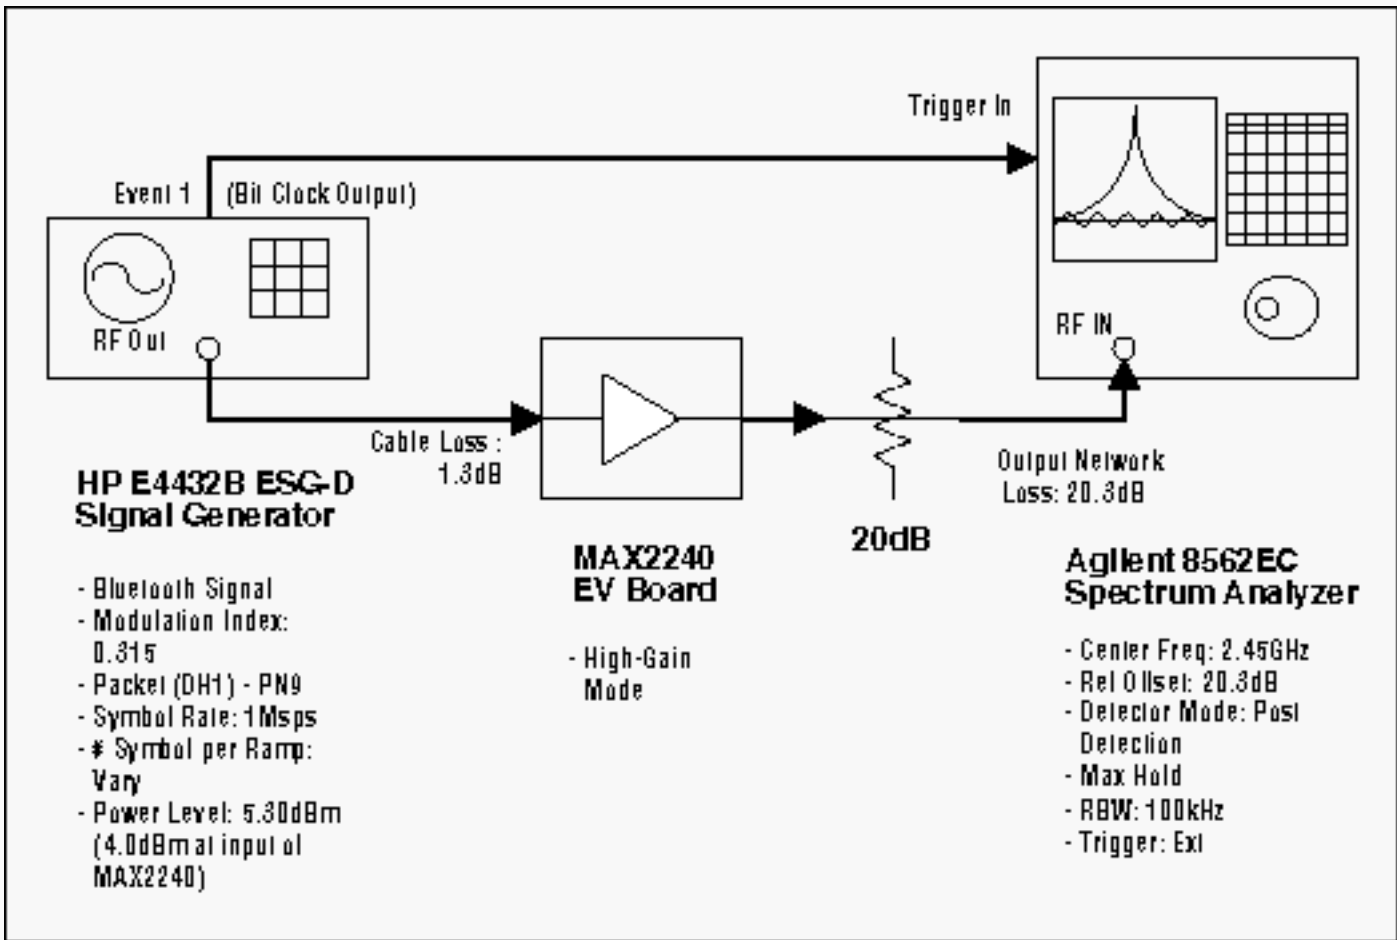 Trigger In
Event 1 (Bit Clock Output)
RF Out
RF IN
Cable Loss :
1.3dB
Output Network
Loss: 20.3dB
HP E4432B ESG-D
Signal Generator
- Bluetooth Signal
- Modulation Index:
0.315
- Packet (DH1) - PN9
- Symbol Rate: 1Msps
- # Symbol per Ramp:
Vary
- Power Level: 5.30dBm
(4.0dBm at input of
MAX2240)
MAX2240
EV Board
- High-Gain
Mode
20dB
Agilent 8562EC
Spectrum Analyzer
- Center Freq: 2.45GHz
- Ref Offset: 20.3dB
- Detector Mode: Post
Detection
- Max Hold
- RBW: 100kHz
- Trigger: Ext